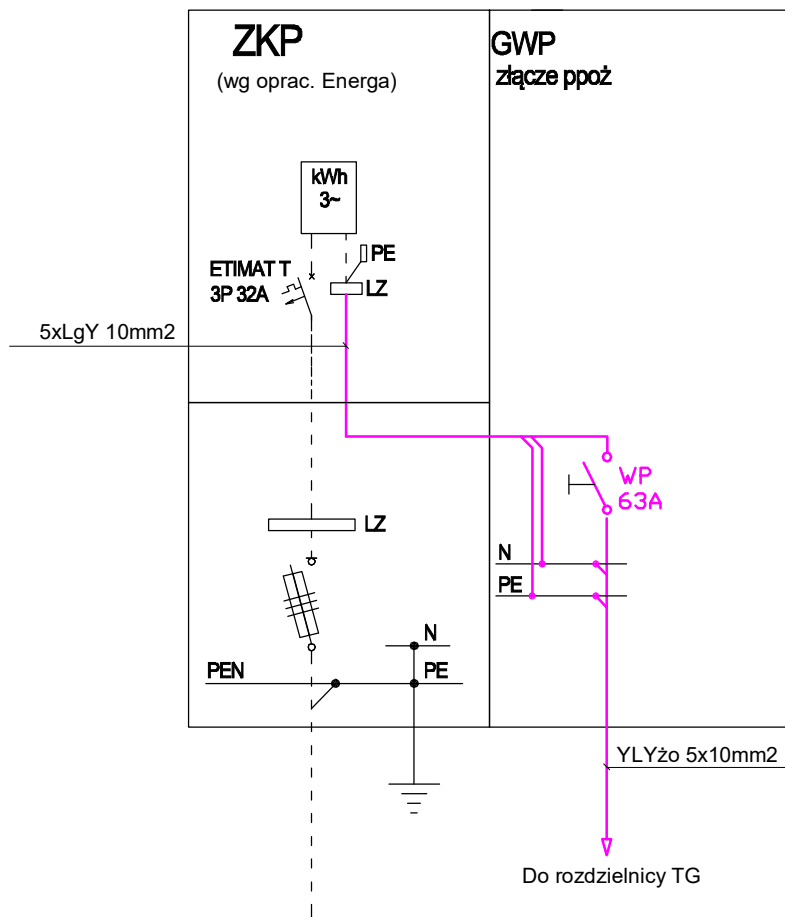 ZKP
(wg oprac. Energa)
GWP
złącze ppoż
kWh
3~
PE
ETIMAT T
3P 32A
LZ
5xLgY 10mm2
WP
63A
LZ
N
PE
N
PEN
PE
YLYżo 5x10mm2
Do rozdzielnicy TG